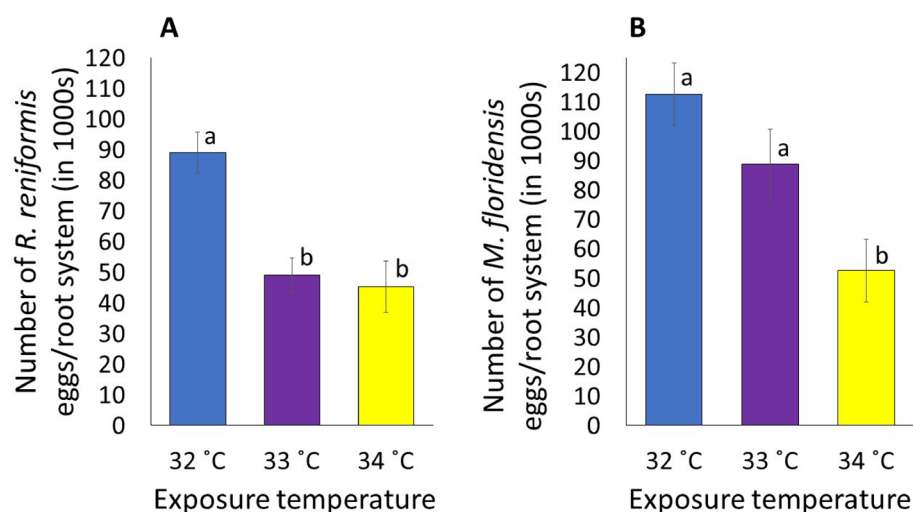 A
Number of R. reniformis
eggs/root system (in 1000s)
120
110
100
90
80
70
60
50
40
30
20
10
0
a
b
b
32 ˚C
33 ˚C
34 ˚C
Exposure temperature
B
Number of M. floridensis
eggs/root system (in 1000s)
120
110
100
90
80
70
60
50
40
30
20
10
0
a
a
b
32 ˚C
33 ˚C
34 ˚C
Exposure temperature